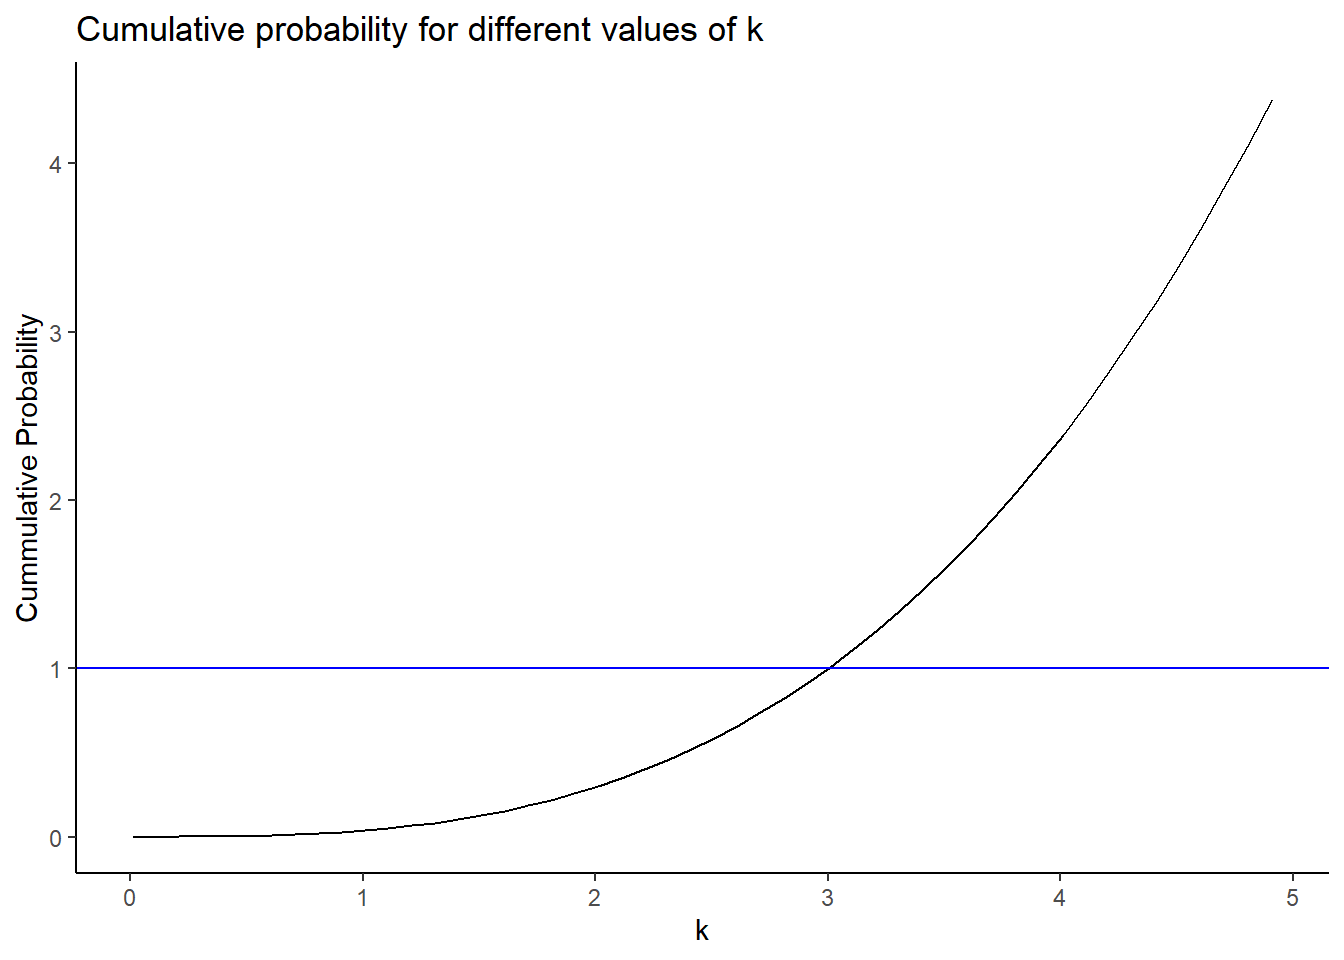 Cumulative probability for different values of k
Cummulative Probability
4
3
2
1
0
0 1 2 3 4 5
k